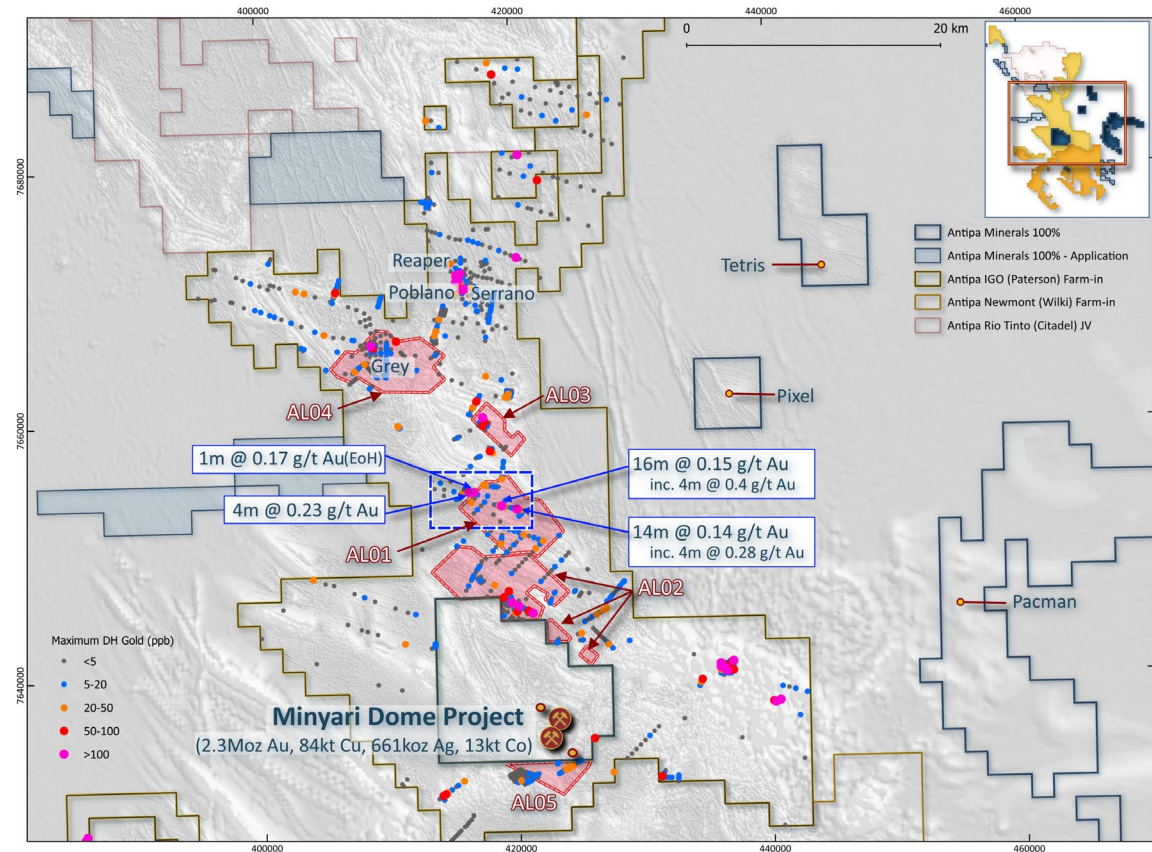 400000
420000
440000
460000
0
20 km
7680000
7660000
7640000
Antipa Minerals 100%
Antipa Minerals 100% - Application
Antipa IGO (Paterson) Farm-in
Antipa Newmont (Wilki) Farm-in
Antipa Rio Tinto (Citadel) JV
Reaper
Poblano
Serrano
Tetris
Grey
AL04
AL03
Pixel
1m @ 0.17 g/t Au(EoH)
4m @ 0.23 g/t Au
16m @ 0.15 g/t Au
inc. 4m @ 0.4 g/t Au
14m @ 0.14 g/t Au
inc. 4m @ 0.28 g/t Au
AL01
AL02
Pacman
Maximum DH Gold (ppb)
<5
5-20
20-50
50-100
>100
Minyari Dome Project
(2.3Moz Au, 84kt Cu, 661koz Ag, 13kt Co)
AL05
400000
420000
440000
460000